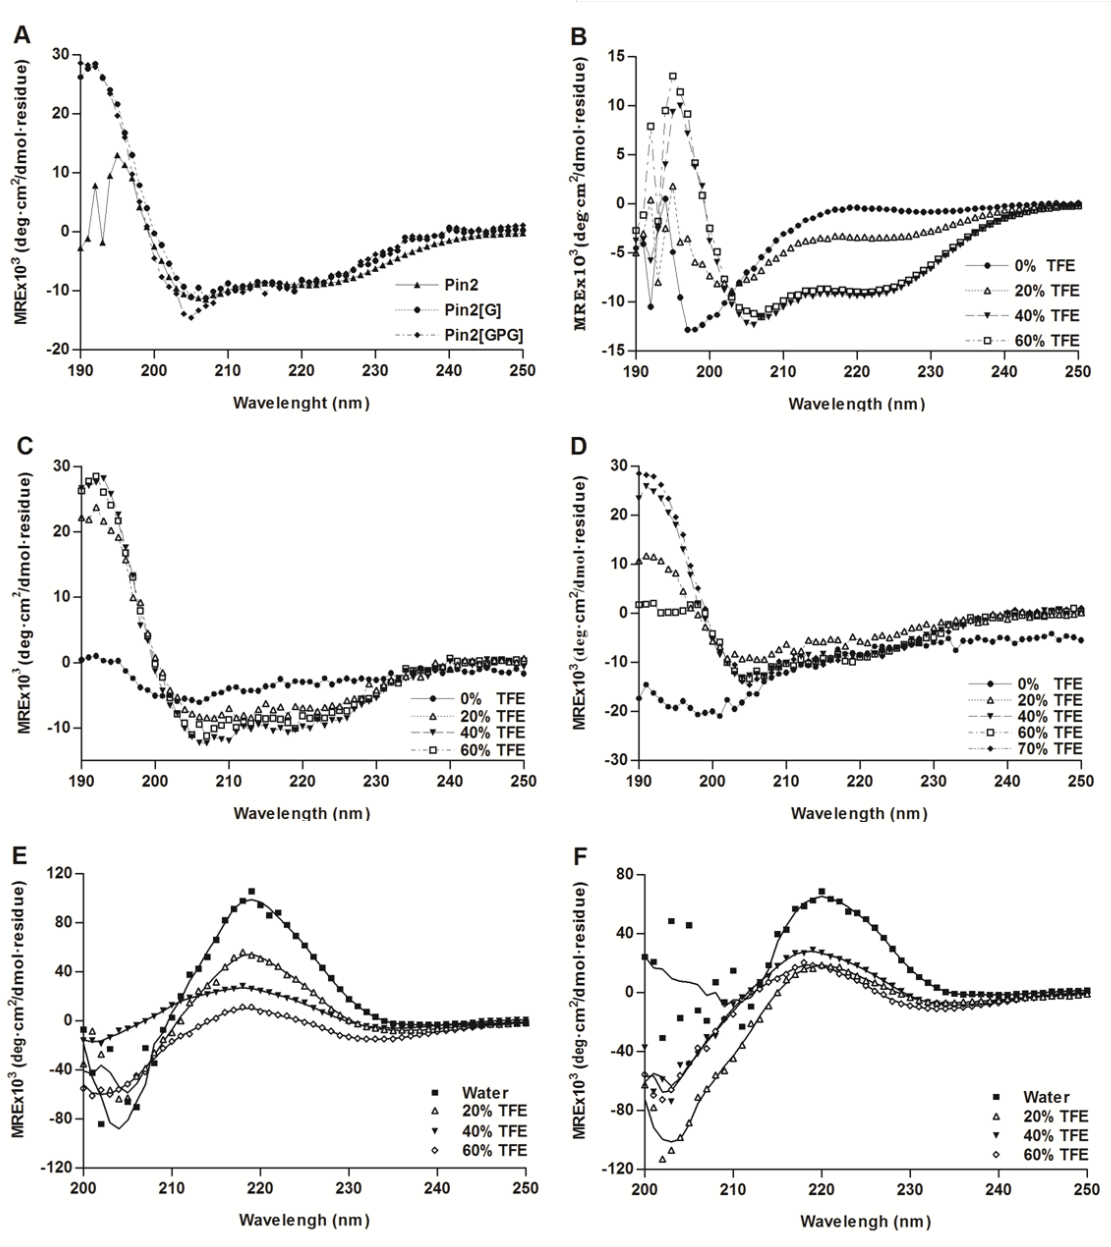 A
MREx10³ (deg·cm²/dmol·residue)
30
20
10
0
-10
-20
190
200
210
220
230
240
250
Wavelenght (nm)
Pin2
Pin2[G]
Pin2[GPG]
B
MREx10³ (deg·cm²/dmol·residue)
15
10
5
0
-5
-10
-15
190
200
210
220
230
240
250
Wavelength (nm)
0% TFE
20% TFE
40% TFE
60% TFE
C
MREx10³ (deg·cm²/dmol·residue)
30
20
10
0
-10
190
200
210
220
230
240
250
Wavelength (nm)
0% TFE
20% TFE
40% TFE
60% TFE
D
MREx10³ (deg·cm²/dmol·residue)
30
20
10
0
-10
-20
-30
190
200
210
220
230
240
250
Wavelength (nm)
0% TFE
20% TFE
40% TFE
60% TFE
70% TFE
E
MREx10³ (deg·cm²/dmol·residue)
120
80
40
0
-40
-80
-120
200
210
220
230
240
250
Wavelengh (nm)
Water
20% TFE
40% TFE
60% TFE
F
MREx10³ (deg·cm²/dmol·residue)
80
40
0
-40
-80
-120
200
210
220
230
240
250
Wavelengh (nm)
Water
20% TFE
40% TFE
60% TFE